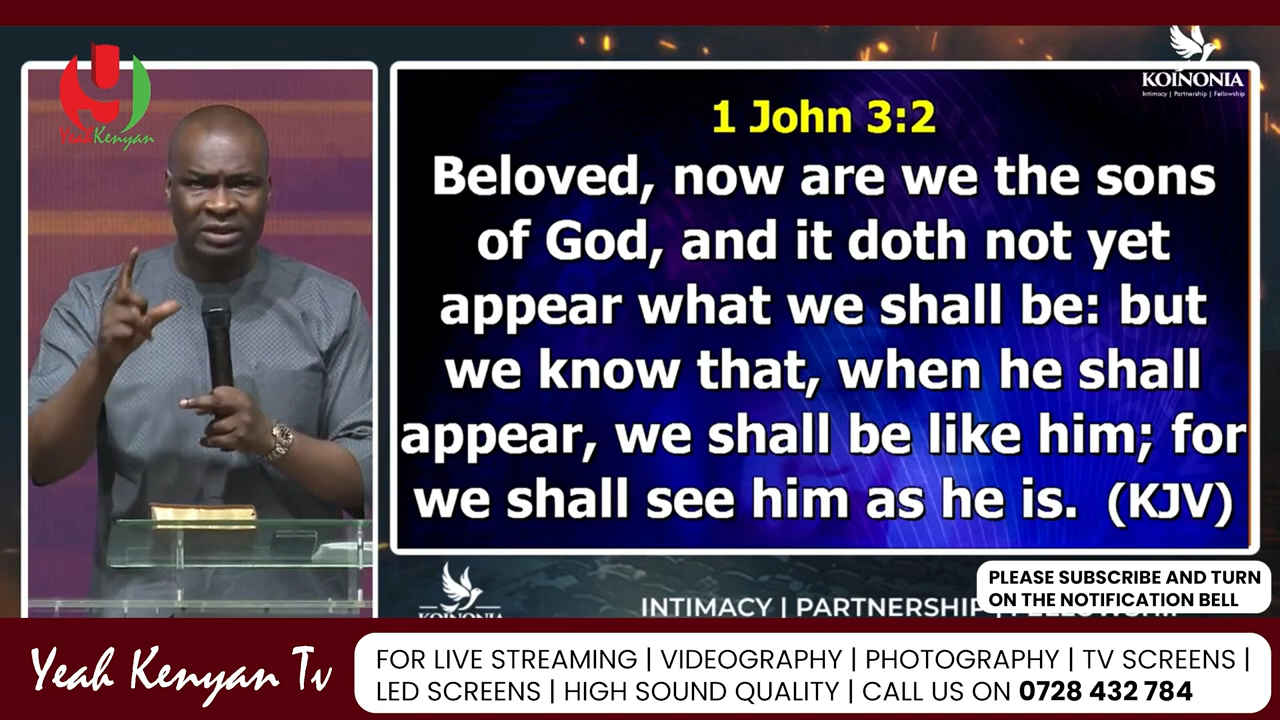 YeahKenyan
KOINONIA
Intimacy | Partnership | Fellowship
1 John 3:2
Beloved, now are we the sons
of God, and it doth not yet
appear what we shall be: but
we know that, when he shall
appear, we shall be like him; for
we shall see him as he is. (KJV)
KOINONIA
INTIMACY | PARTNERSHIP
PLEASE SUBSCRIBE AND TURN
ON THE NOTIFICATION BELL
Yeah Kenyan Tv
FOR LIVE STREAMING | VIDEOGRAPHY | PHOTOGRAPHY | TV SCREENS |
LED SCREENS | HIGH SOUND QUALITY | CALL US ON 0728 432 784